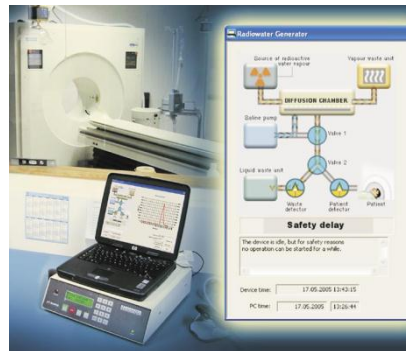 Radiowater Generator
Source of radioactive
water vapour
Vapour waste unit
DIFFUSION CHAMBER
Saline pump
Valve 1
Valve 2
Liquid waste unit
Waste
detector
Patient
detector
Patient
Safety delay
The device is idle, but for safety reasons
no operation can be started for a while.
Device time:
17.05.2005 13:43:15
PC time:
17.05.2005
13:26:44